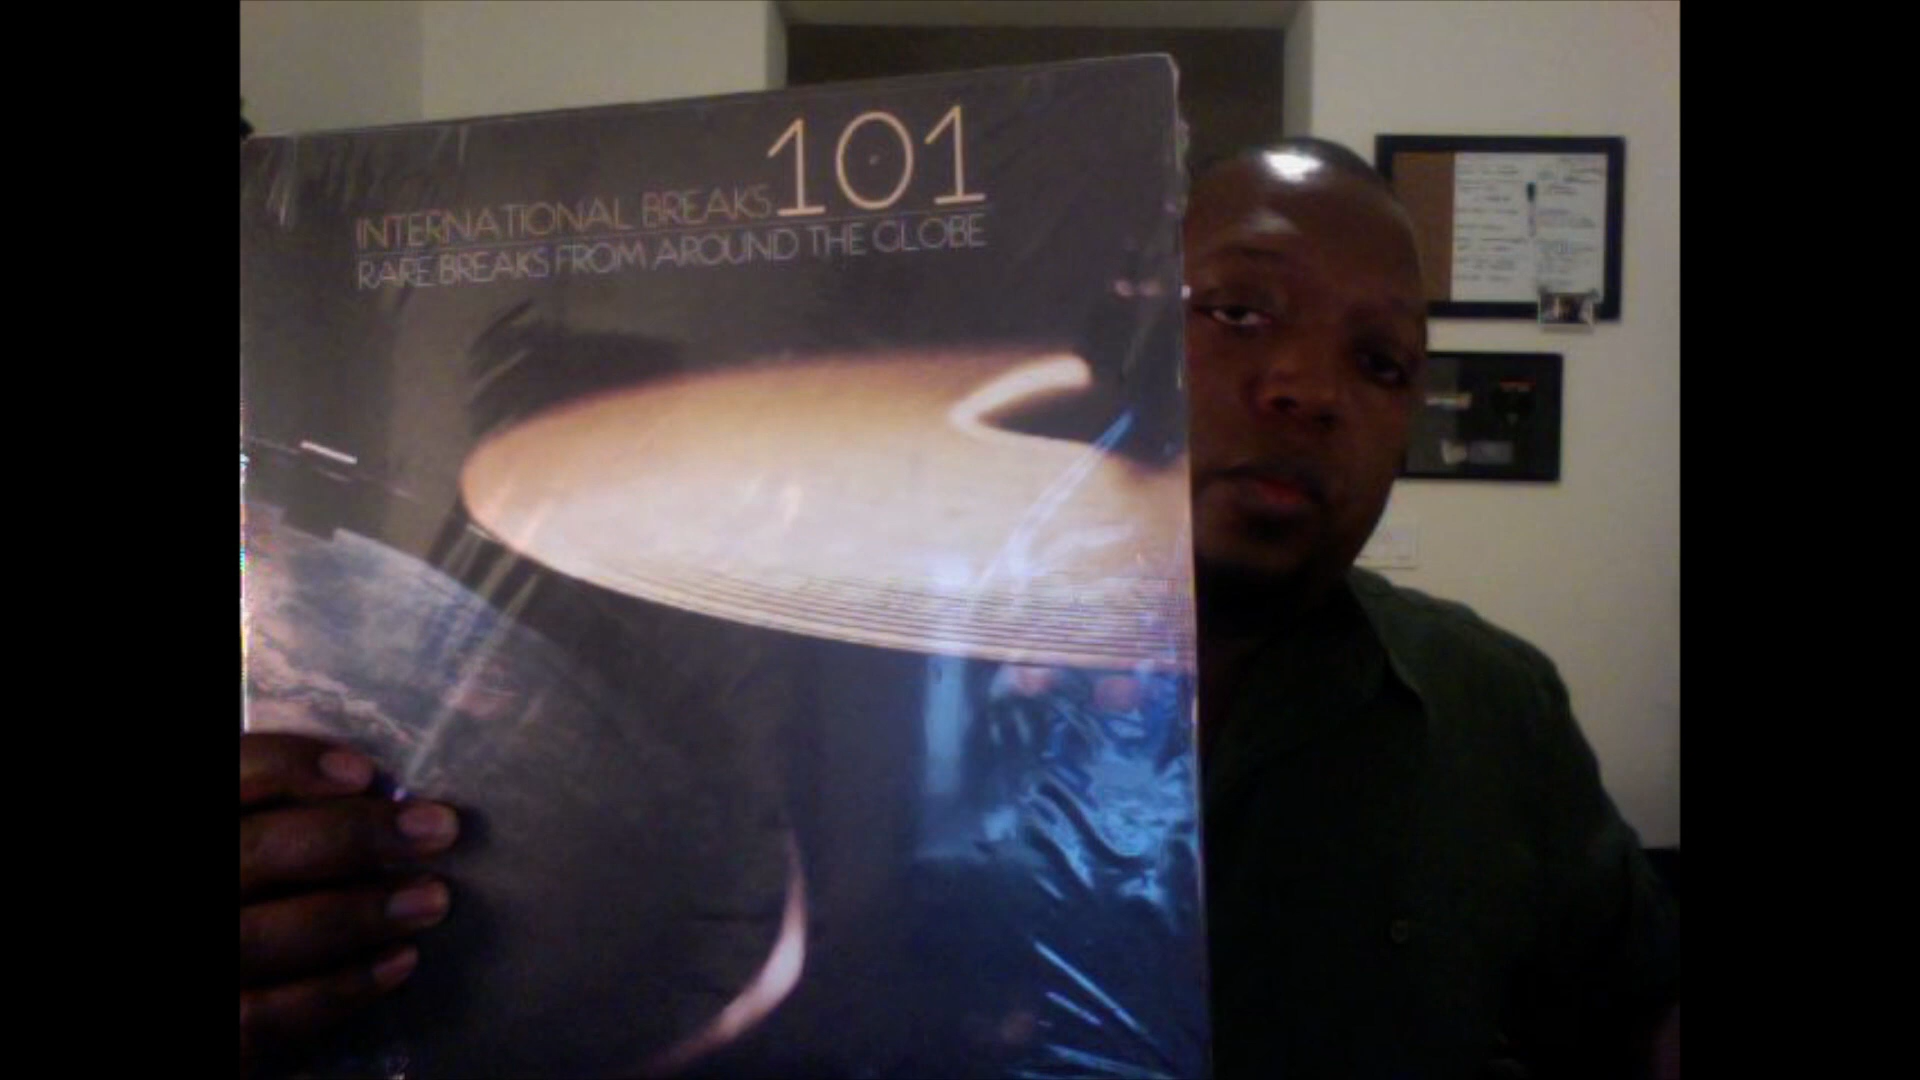 INTERNATIONAL BREAKS 101
RARE BREAKS FROM AROUND THE GLOBE